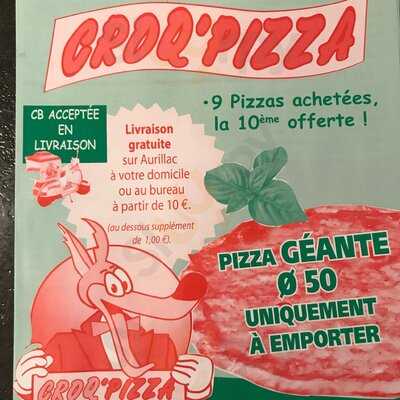 CROQ'PIZZA
• 9 Pizzas achetées,
la 10ème offerte !
CB ACCEPTÉE
EN
LIVRAISON
Livraison
gratuite
sur Aurillac
à votre domicile
ou au bureau
à partir de 10 €.
(au dessous supplément
de 1,00 €).
PIZZA GÉANTE
Ø 50
UNIQUEMENT
À EMPORTER
CROQ'PIZZA